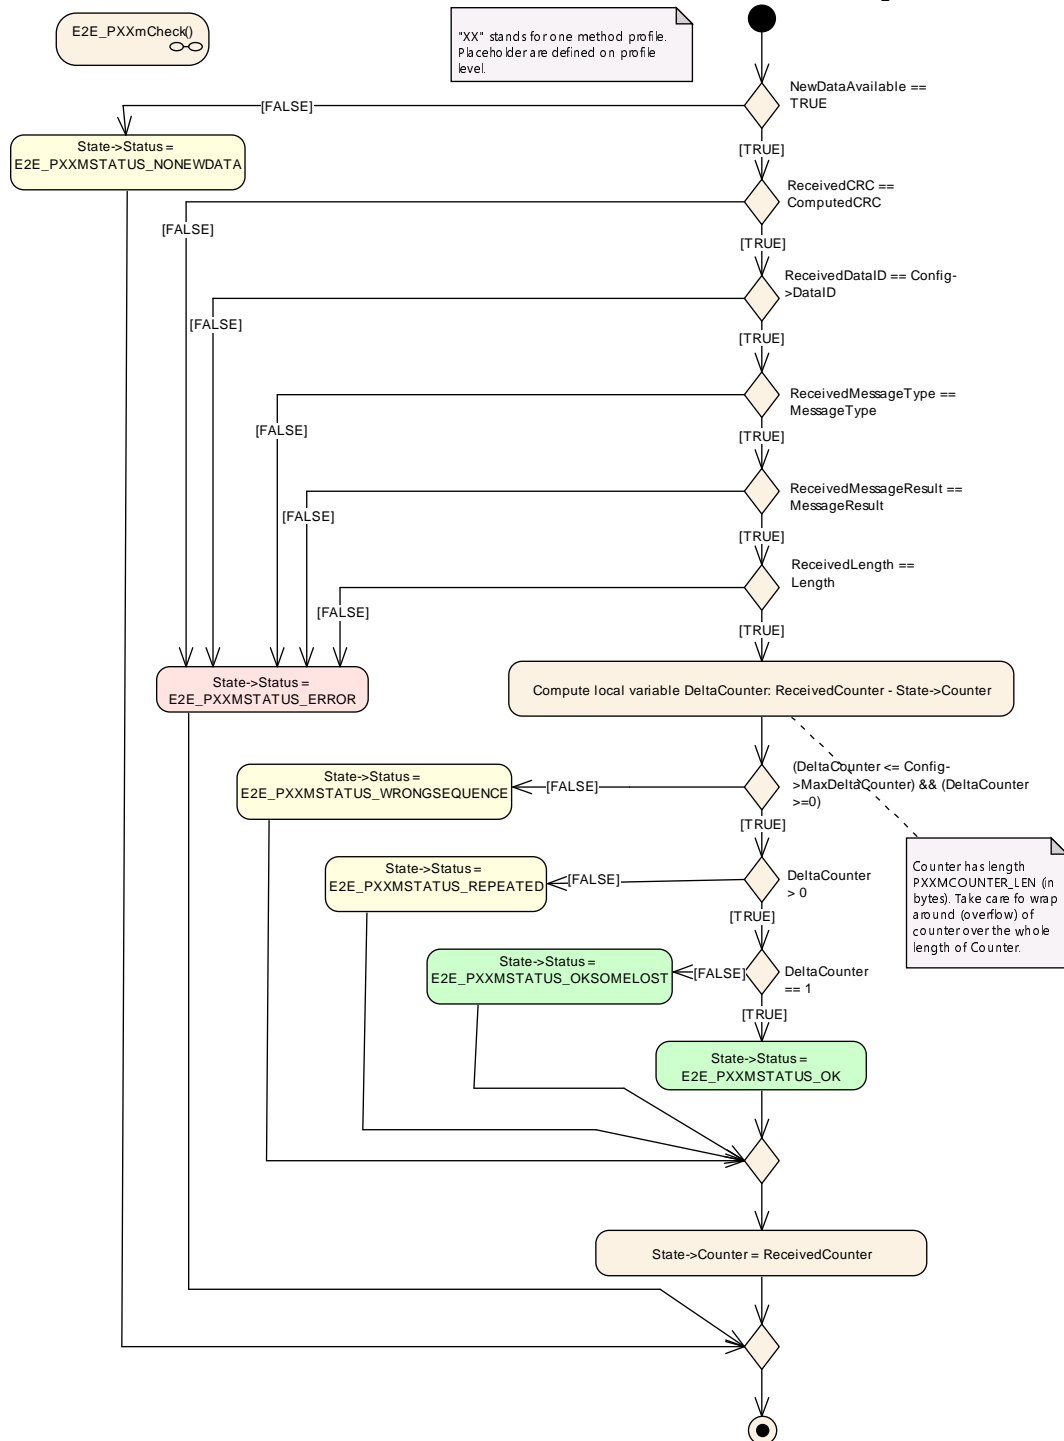 E2E_PXXmCheck()
"XX" stands for one method profile.
Placeholder are defined on profile
level.
NewDataAvailable ==
TRUE
[FALSE]
State->Status =
E2E_PXXMSTATUS_NONEWDATA
[TRUE]
ReceivedCRC ==
ComputedCRC
[FALSE]
[TRUE]
ReceivedDataID == Config-
>DataID
[FALSE]
[TRUE]
ReceivedMessageType ==
MessageType
[FALSE]
[TRUE]
ReceivedMessageResult ==
MessageResult
[FALSE]
[TRUE]
ReceivedLength ==
Length
[FALSE]
[TRUE]
State->Status =
E2E_PXXMSTATUS_ERROR
Compute local variable DeltaCounter: ReceivedCounter - State->Counter
(DeltaCounter <= Config-
>MaxDeltaCounter) && (DeltaCounter
>=0)
[FALSE]
State->Status =
E2E_PXXMSTATUS_WRONGSEQUENCE
[TRUE]
Counter has length
PXXMCOUNTER_LEN (in
bytes). Take care fo wrap
around (overflow) of
counter over the whole
length of Counter.
DeltaCounter
> 0
[FALSE]
State->Status =
E2E_PXXMSTATUS_REPEATED
[TRUE]
DeltaCounter
== 1
[FALSE]
State->Status =
E2E_PXXMSTATUS_OKSOMELOST
[TRUE]
State->Status =
E2E_PXXMSTATUS_OK
State->Counter = ReceivedCounter